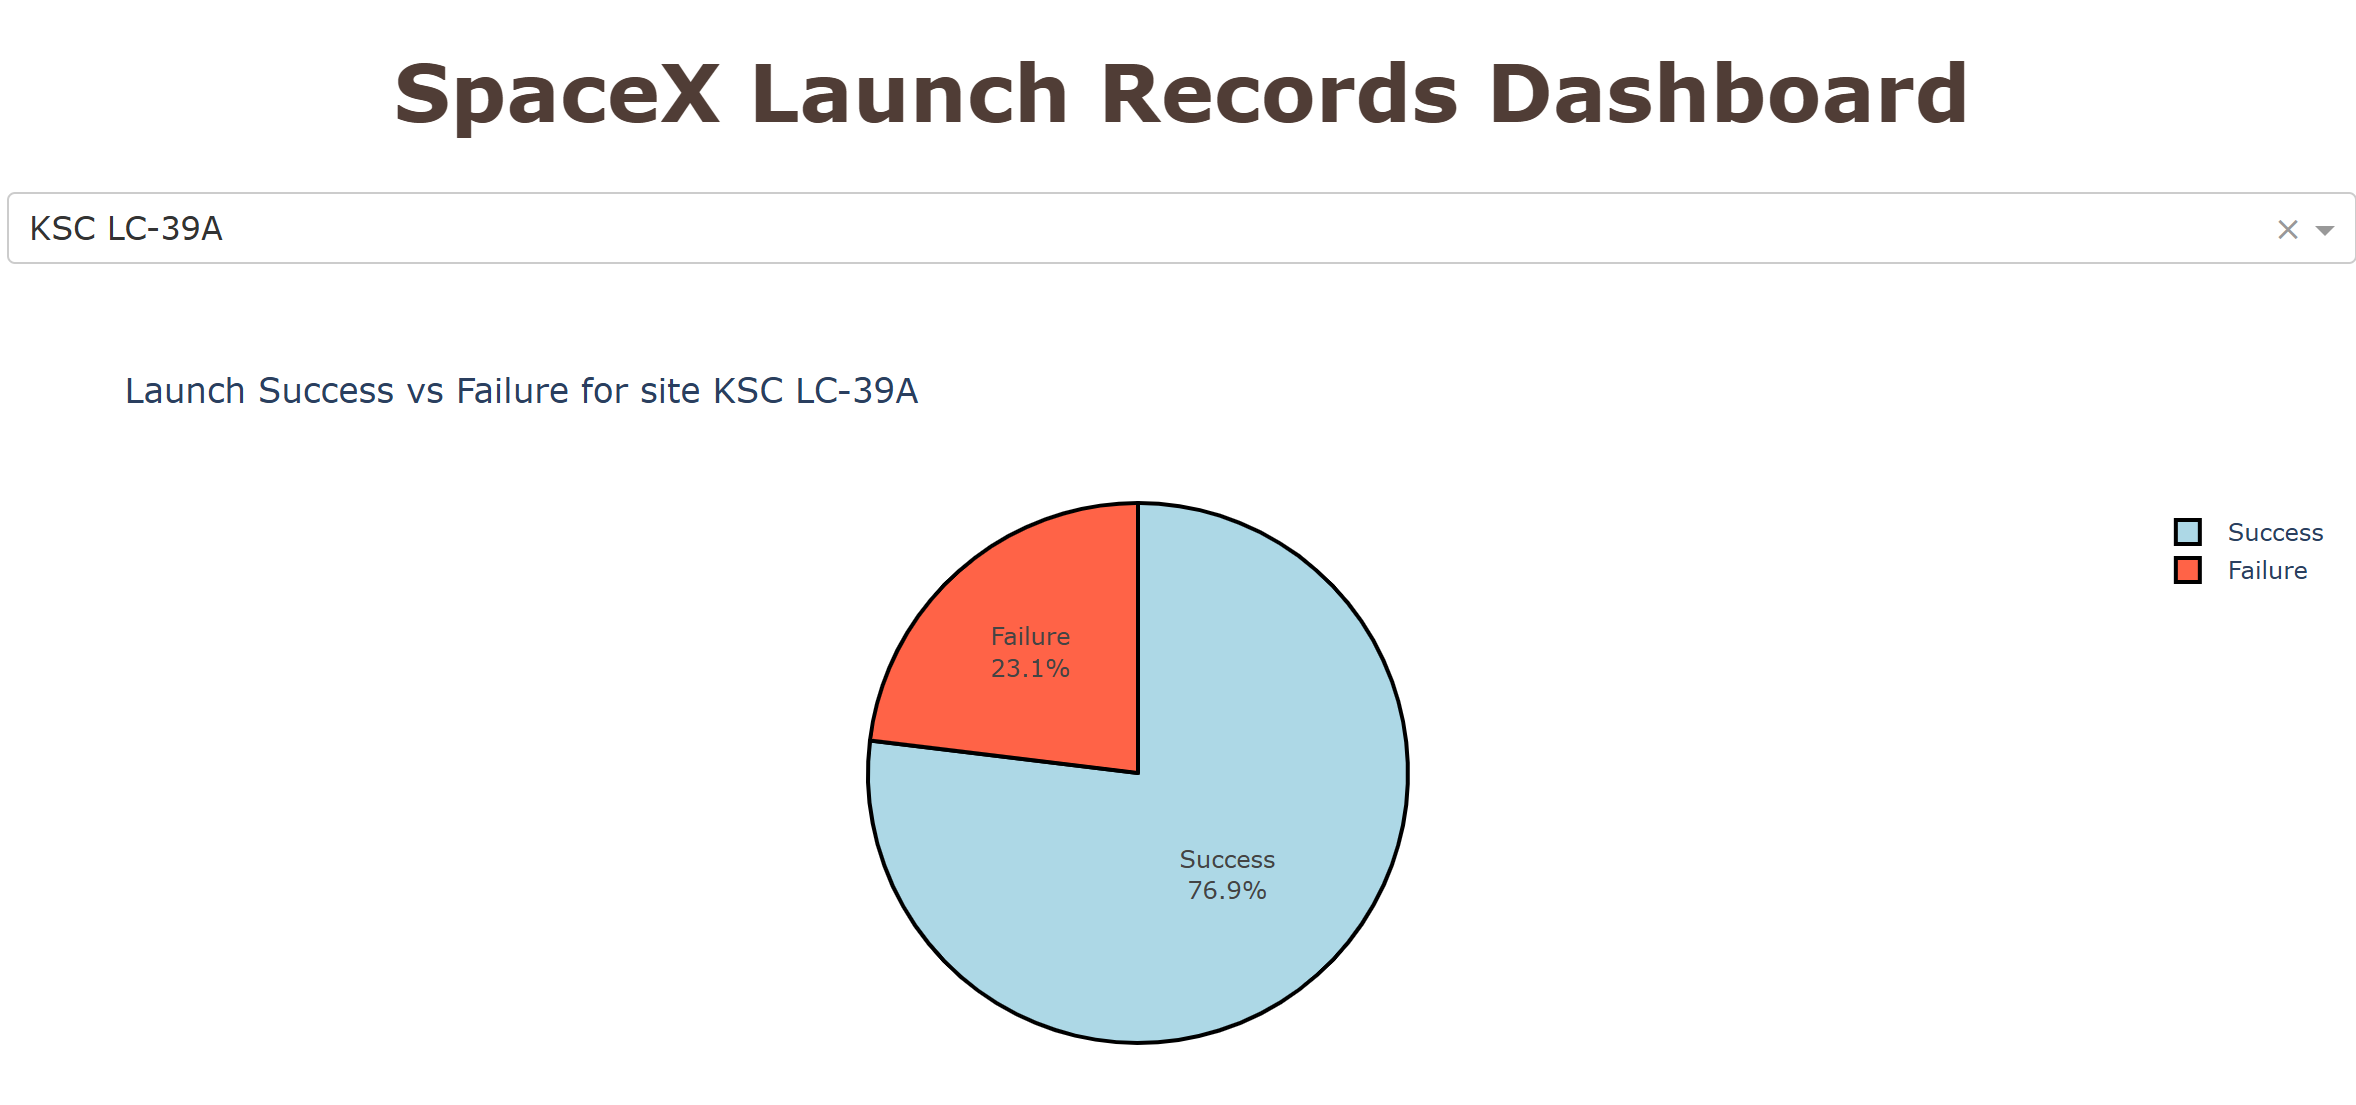 SpaceX Launch Records Dashboard
KSC LC-39A
Launch Success vs Failure for site KSC LC-39A
Success
Failure
Failure
23.1%
Success
76.9%